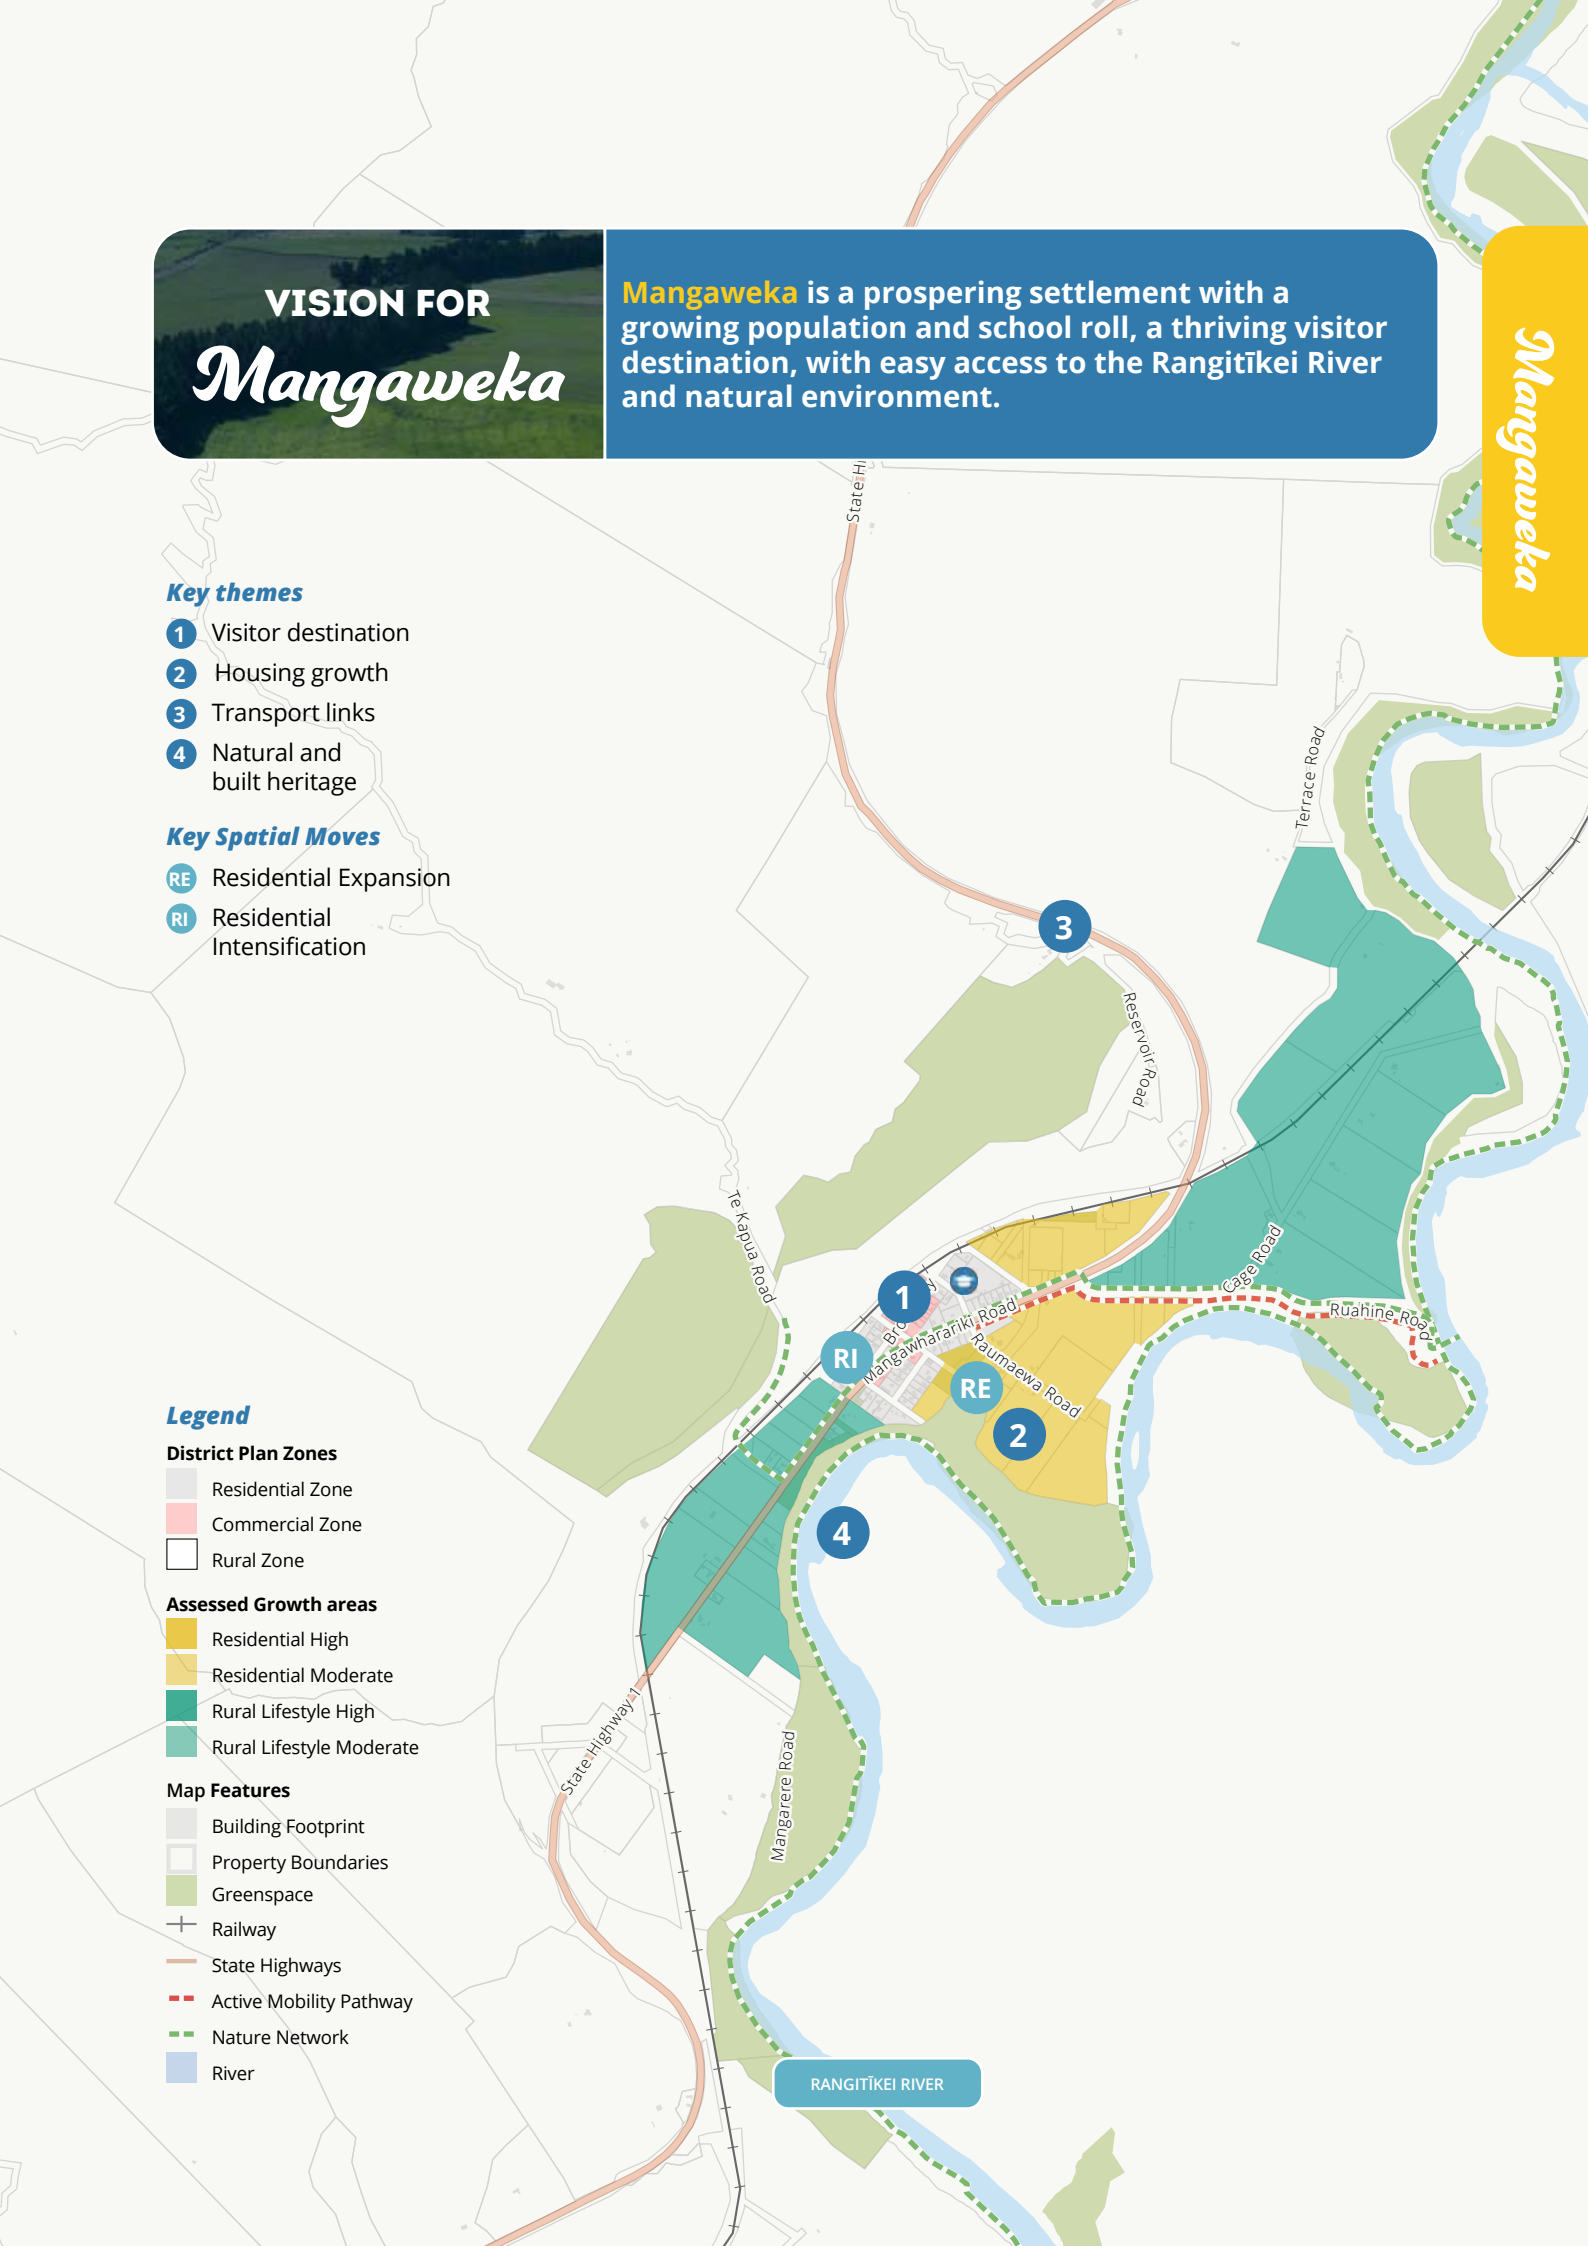 VISION FOR
Mangaweka
Mangaweka is a prospering settlement with a
growing population and school roll, a thriving visitor
destination, with easy access to the Rangitīkei River
and natural environment.
Mangaweka
Key themes
1 Visitor destination
2 Housing growth
3 Transport links
4 Natural and
built heritage
Key Spatial Moves
RE Residential Expansion
RI Residential
Intensification
Legend
District Plan Zones
Residential Zone
Commercial Zone
Rural Zone
Assessed Growth areas
Residential High
Residential Moderate
Rural Lifestyle High
Rural Lifestyle Moderate
Map Features
Building Footprint
Property Boundaries
Greenspace
Railway
State Highways
Active Mobility Pathway
Nature Network
River
State
Terrace Road
3
Reservoir Road
Te Kapua Road
Cage Road
1
Ruahine Road
Mangawharariki Road
RI
Raumaewa Road
RE
2
4
State Highway 1
Mangarere Road
RANGITĪKEI RIVER